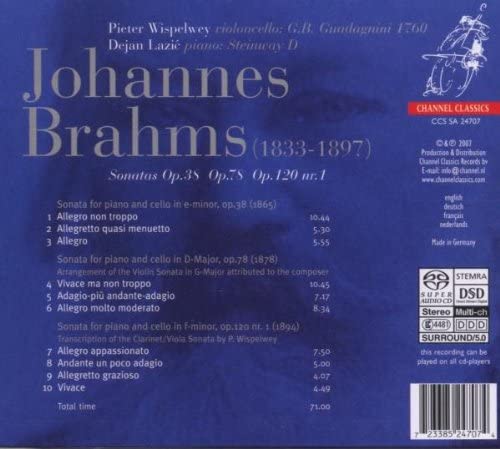 Pieter Wispelwey violoncello: G.B. Guadagnini 1760
Dejan Lazić piano: Steinway D
Johannes
Brahms (1833-1897)
Sonatas Op.38 Op.78 Op.120 nr.1
Sonata for piano and cello in e-minor, op.38 (1865)
1 Allegro non troppo 10.44
2 Allegretto quasi menuetto 5.30
3 Allegro 5.55
Sonata for piano and cello in D-Major, op.78 (1878)
Arrangement of the Violin Sonata in G-Major attributed to the composer
4 Vivace ma non troppo 10.45
5 Adagio-più andante-adagio 7.17
6 Allegro molto moderato 8.34
Sonata for piano and cello in f-minor, op.120 nr. 1 (1894)
Transcription of the Clarinet/Viola Sonata by P. Wispelwey
7 Allegro appassionato 7.50
8 Andante un poco adagio 5.00
9 Allegretto grazioso 4.07
10 Vivace 4.49
Total time 71.00
CHANNEL CLASSICS
CCS SA 24707
©&℗ 2007
Production & Distribution
Channel Classics Records bv
E-mail: info@channel.nl
channelclassics.com
english
deutsch
français
nederlands
Made in Germany
SUPER AUDIO CD
STEMRA
DSD
Direct Stream Digital
Stereo Multi-ch
4481 DDD
SURROUND/5.0
this recording can be
played on all cd-players
7 23385 24707 4